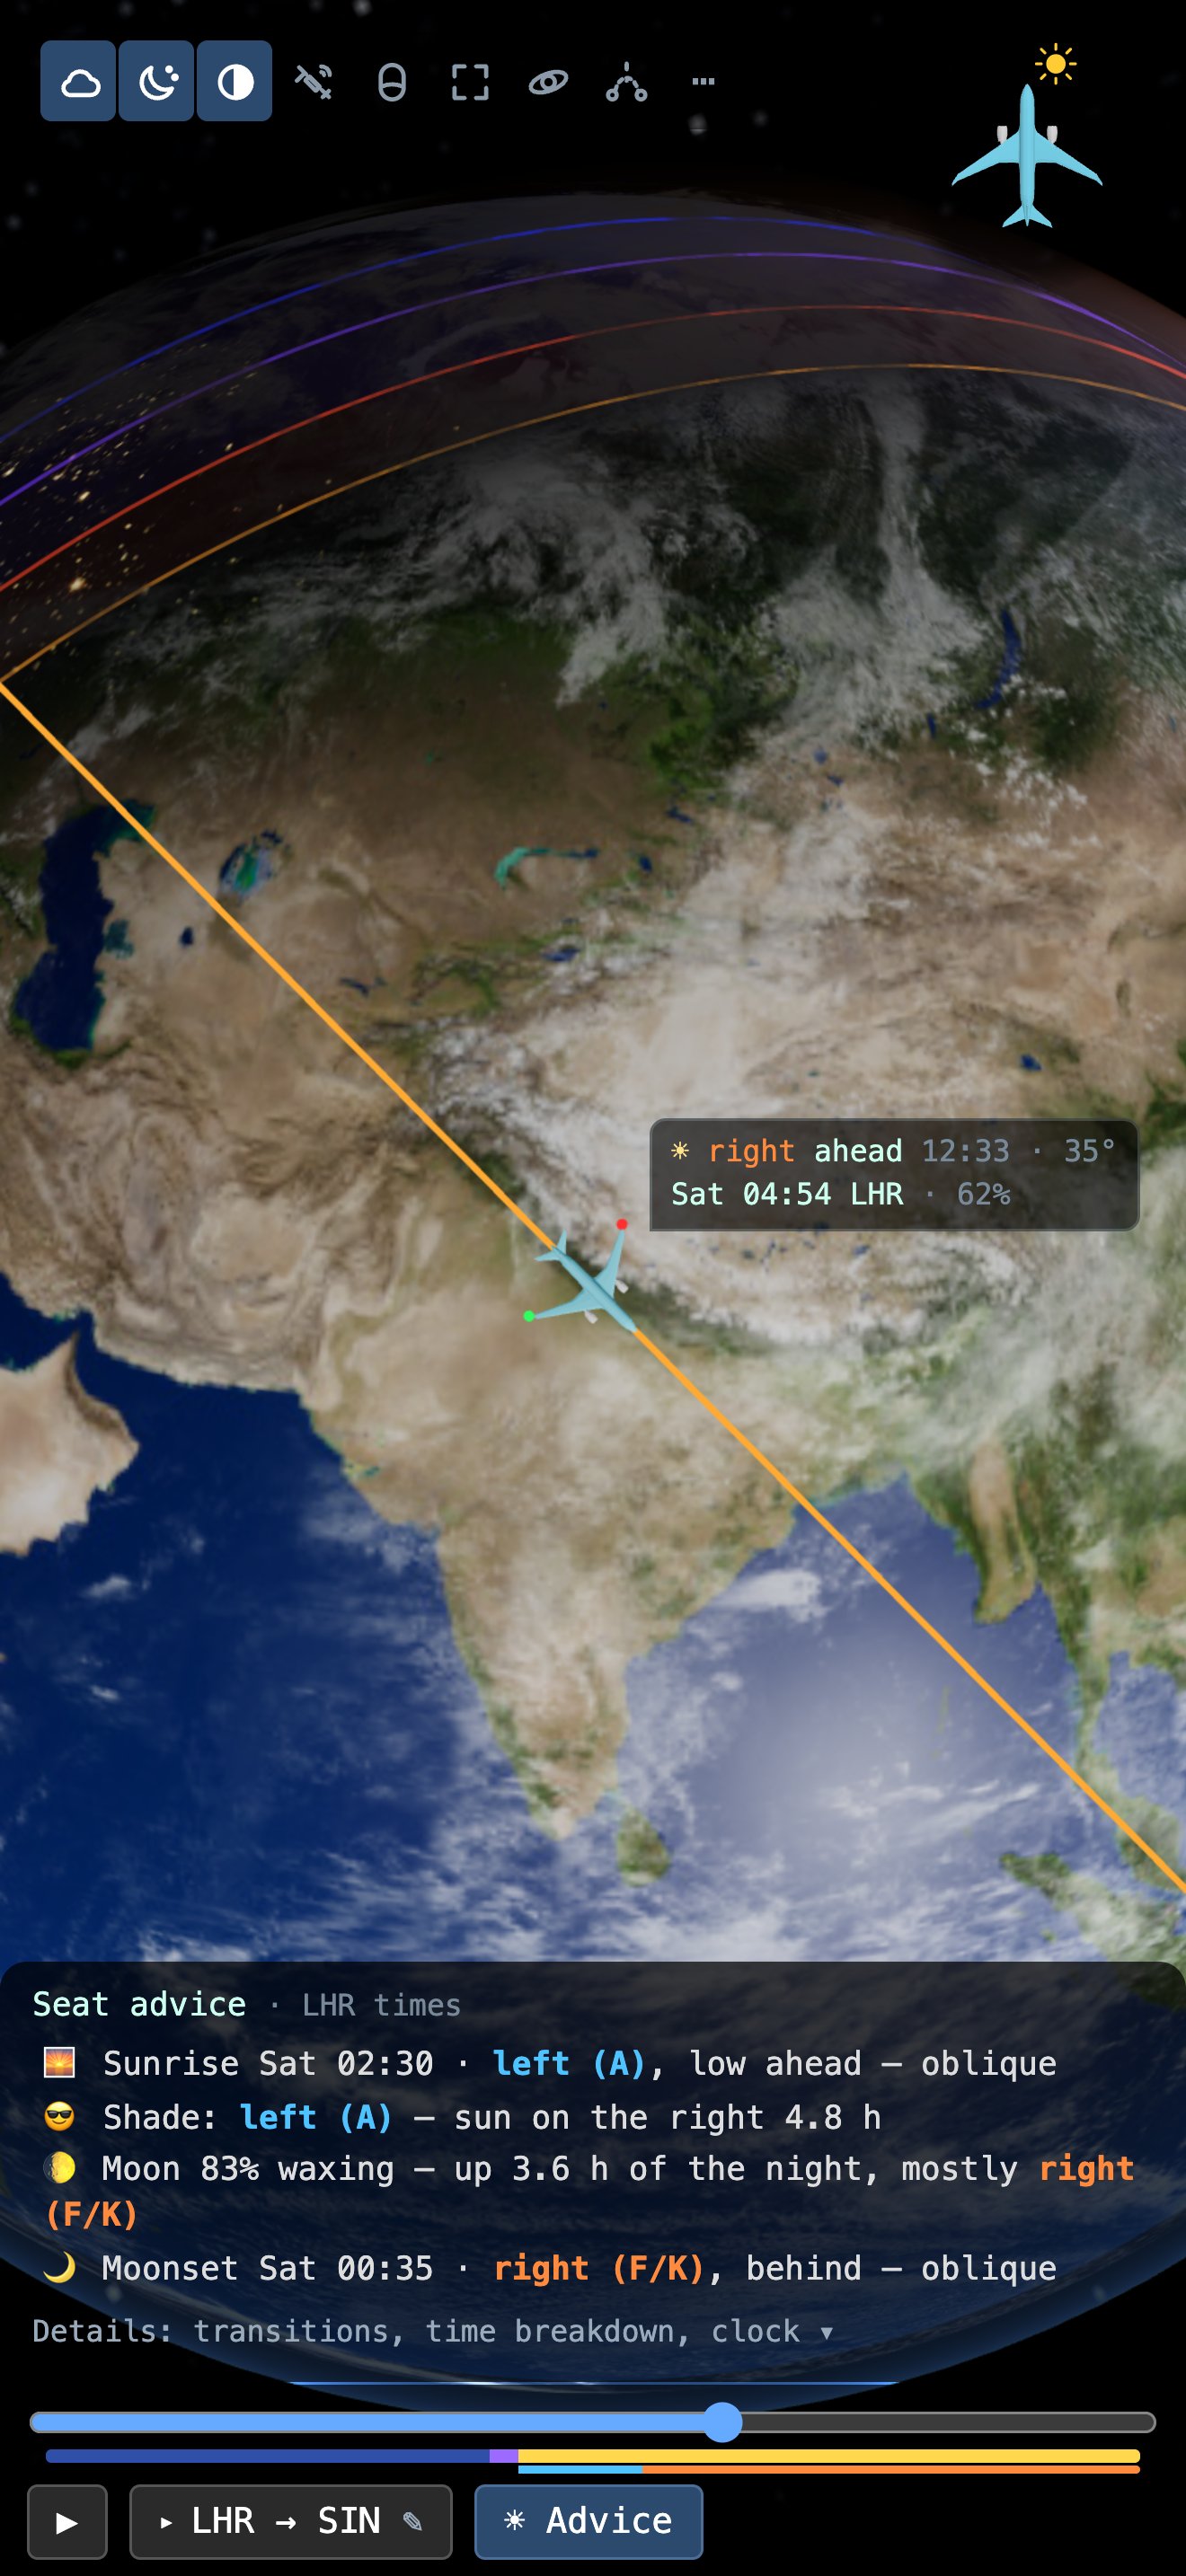 ☀ right ahead 12:33 · 35°
Sat 04:54 LHR · 62%
Seat advice · LHR times
🌅 Sunrise Sat 02:30 · left (A), low ahead — oblique
😎 Shade: left (A) — sun on the right 4.8 h
🌔 Moon 83% waxing — up 3.6 h of the night, mostly right
(F/K)
🌙 Moonset Sat 00:35 · right (F/K), behind — oblique
Details: transitions, time breakdown, clock ▾
▶ ▸ LHR → SIN ✎ ☀ Advice